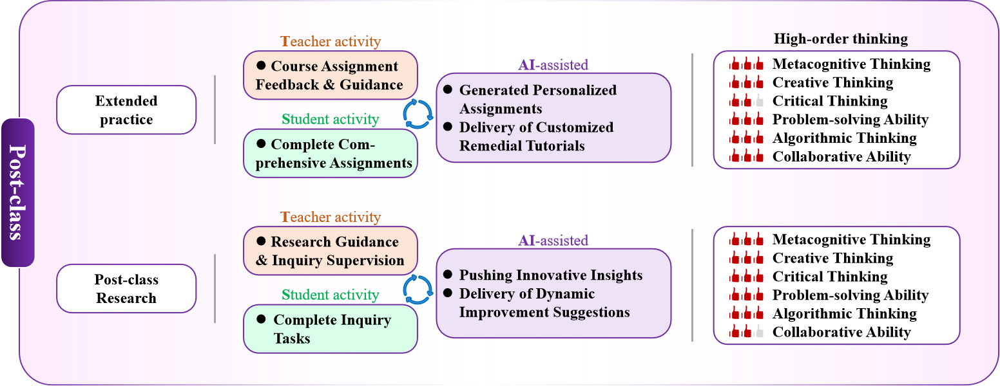 Post-class
Extended
practice
Teacher activity
● Course Assignment
Feedback & Guidance
Student activity
● Complete Com-
prehensive Assignments
AI-assisted
● Generated Personalized
Assignments
● Delivery of Customized
Remedial Tutorials
High-order thinking
Metacognitive Thinking
Creative Thinking
Critical Thinking
Problem-solving Ability
Algorithmic Thinking
Collaborative Ability
Post-class
Research
Teacher activity
● Research Guidance
& Inquiry Supervision
Student activity
● Complete Inquiry
Tasks
AI-assisted
● Pushing Innovative Insights
● Delivery of Dynamic
Improvement Suggestions
Metacognitive Thinking
Creative Thinking
Critical Thinking
Problem-solving Ability
Algorithmic Thinking
Collaborative Ability